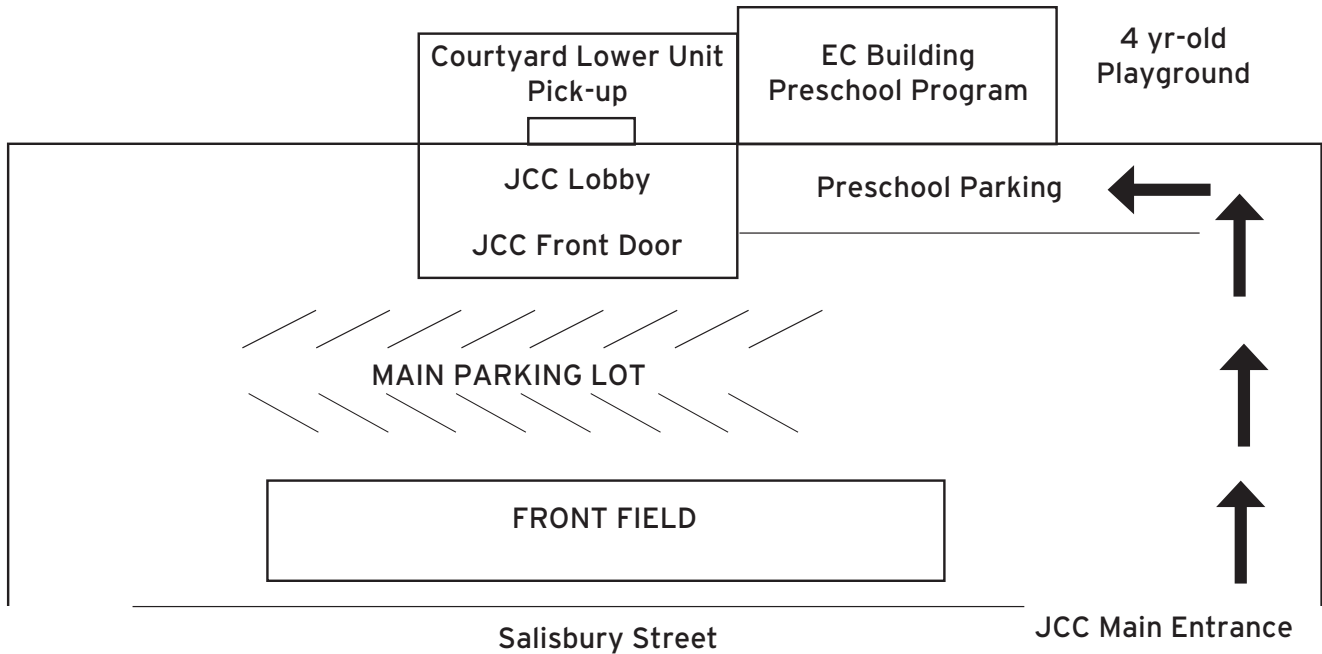 Courtyard Lower Unit
Pick-up
EC Building
Preschool Program
4 yr-old
Playground
JCC Lobby
Preschool Parking
JCC Front Door
MAIN PARKING LOT
FRONT FIELD
Salisbury Street
JCC Main Entrance